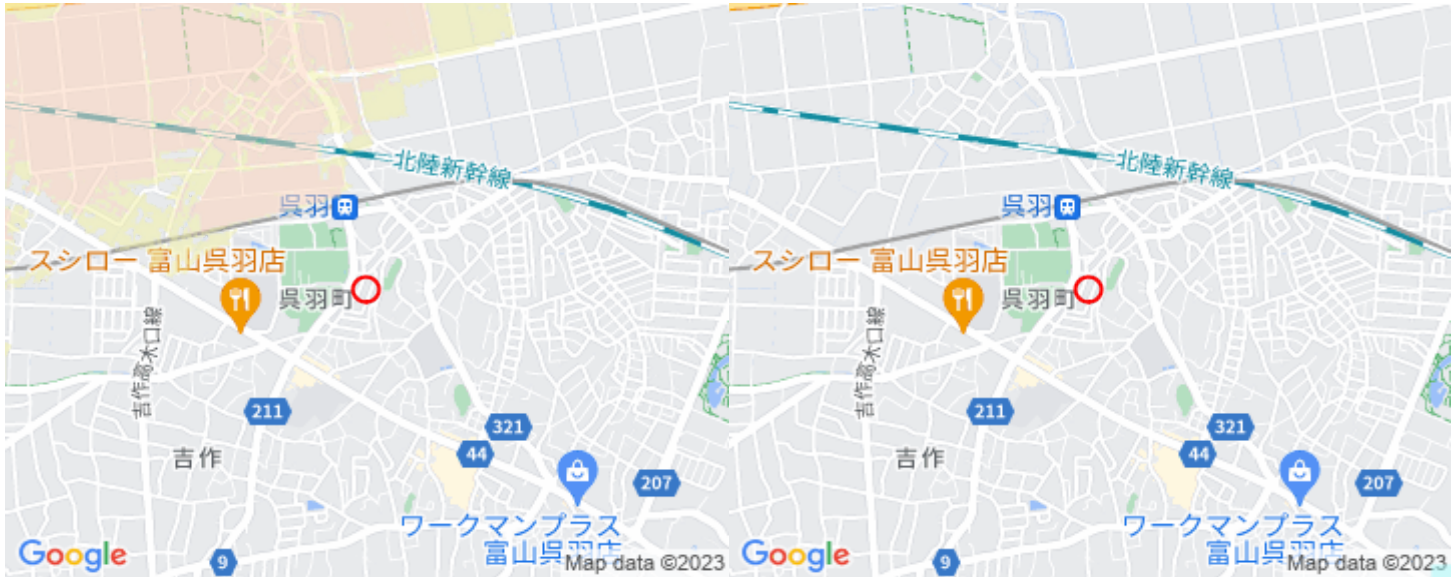 北陸新幹線
呉羽
スシロー 富山呉羽店
呉羽町
吉作高木口線
211
321
44
吉作
207
ワークマンプラス
富山呉羽店
9
Google
Map data ©2023
北陸新幹線
呉羽
スシロー 富山呉羽店
呉羽町
吉作高木口線
211
321
44
吉作
207
ワークマンプラス
富山呉羽店
9
Google
Map data ©2023